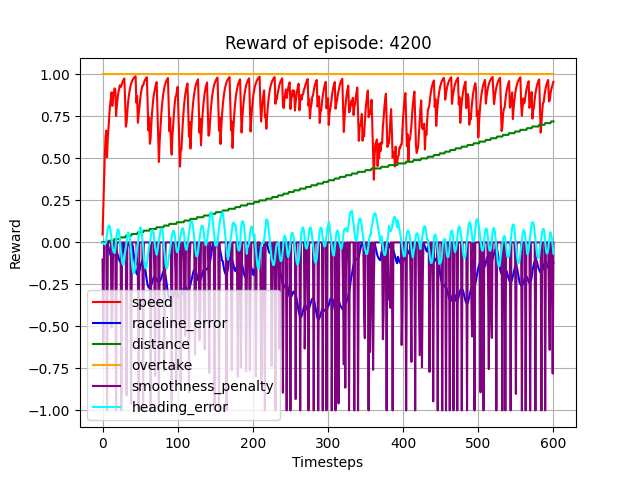 Reward of episode: 4200
1.00
0.75
0.50
0.25
0.00
−0.25
−0.50
−0.75
−1.00
Reward
speed
raceline_error
distance
overtake
smoothness_penalty
heading_error
0 100 200 300 400 500 600
Timesteps